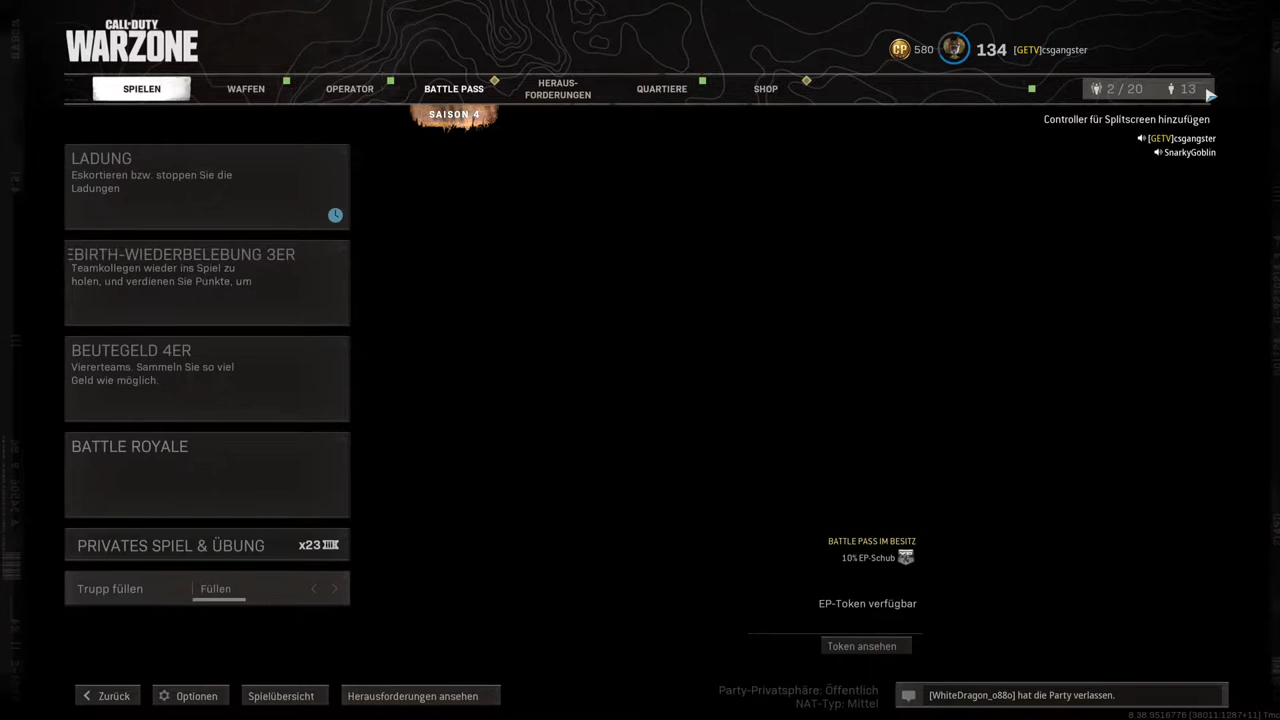 CALL·DUTY
WARZONE
580
134
[GETV]csgangster
SPIELEN
WAFFEN
OPERATOR
BATTLE PASS
HERAUS-
FORDERUNGEN
QUARTIERE
SHOP
2 / 20
13
SAISON 4
Controller für Splitscreen hinzufügen
[GETV]csgangster
SnarkyGoblin
LADUNG
Eskortieren bzw. stoppen Sie die
Ladungen
EBIRTH-WIEDERBELEBUNG 3ER
Teamkollegen wieder ins Spiel zu
holen, und verdienen Sie Punkte, um
BEUTEGELD 4ER
Viererteams. Sammeln Sie so viel
Geld wie möglich.
BATTLE ROYALE
PRIVATES SPIEL & ÜBUNG
x23
Trupp füllen
Füllen
BATTLE PASS IM BESITZ
10% EP-Schub
EP-Token verfügbar
Token ansehen
Zurück
Optionen
Spielübersicht
Herausforderungen ansehen
Party-Privatsphäre: Öffentlich
NAT-Typ: Mittel
[WhiteDragon_o88o] hat die Party verlassen.